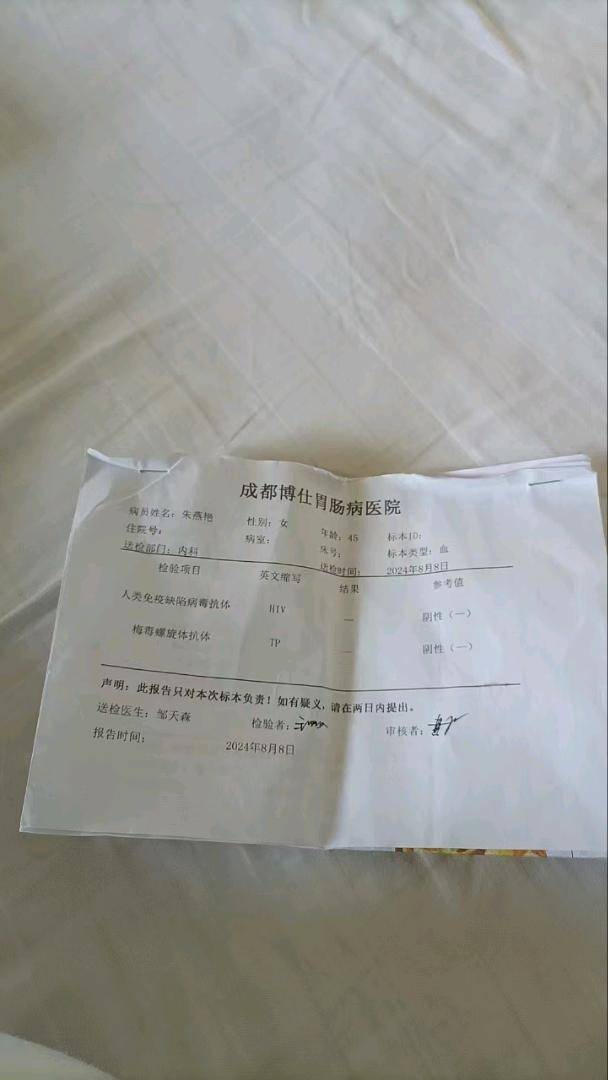 成都博仕胃肠病医院
病员姓名：朱燕艳 性别：女 年龄：45 标本ID：
住院号： 病室： 床号： 标本类型：血
送检部门：内科 送检时间： 2024年8月8日
检验项目 英文缩写 结果 参考值
人类免疫缺陷病毒抗体 HIV — 阴性（—）
梅毒螺旋体抗体 TP — 阴性（—）
声明：此报告只对本次标本负责！如有疑义，请在两日内提出。
送检医生：邹天森 检验者： 审核者：
报告时间： 2024年8月8日